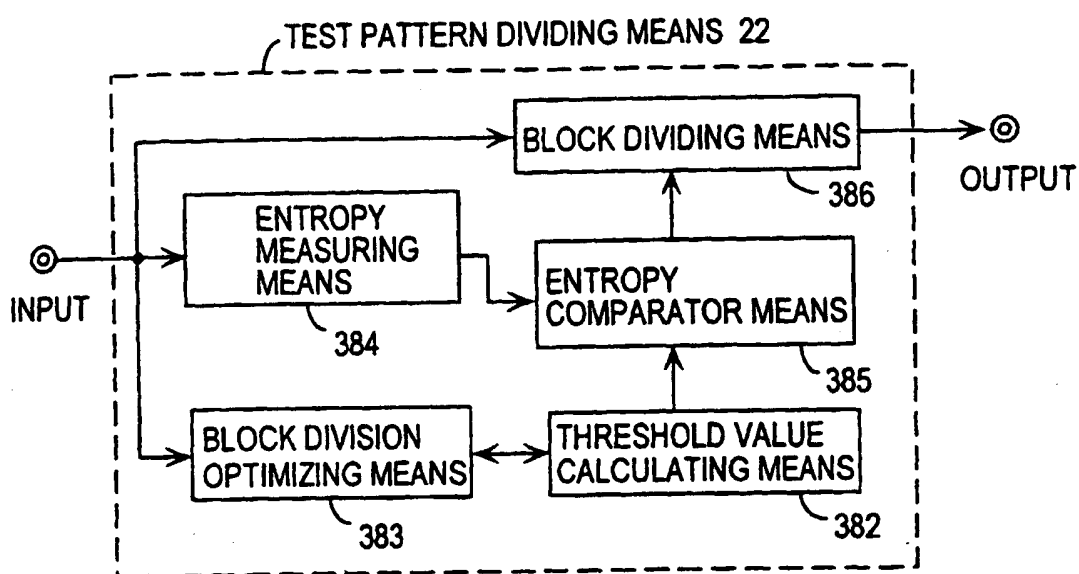 TEST PATTERN DIVIDING MEANS 22
BLOCK DIVIDING MEANS
386
OUTPUT
ENTROPY
MEASURING
MEANS
384
INPUT
ENTROPY
COMPARATOR MEANS
385
BLOCK DIVISION
OPTIMIZING MEANS
383
THRESHOLD VALUE
CALCULATING MEANS
382